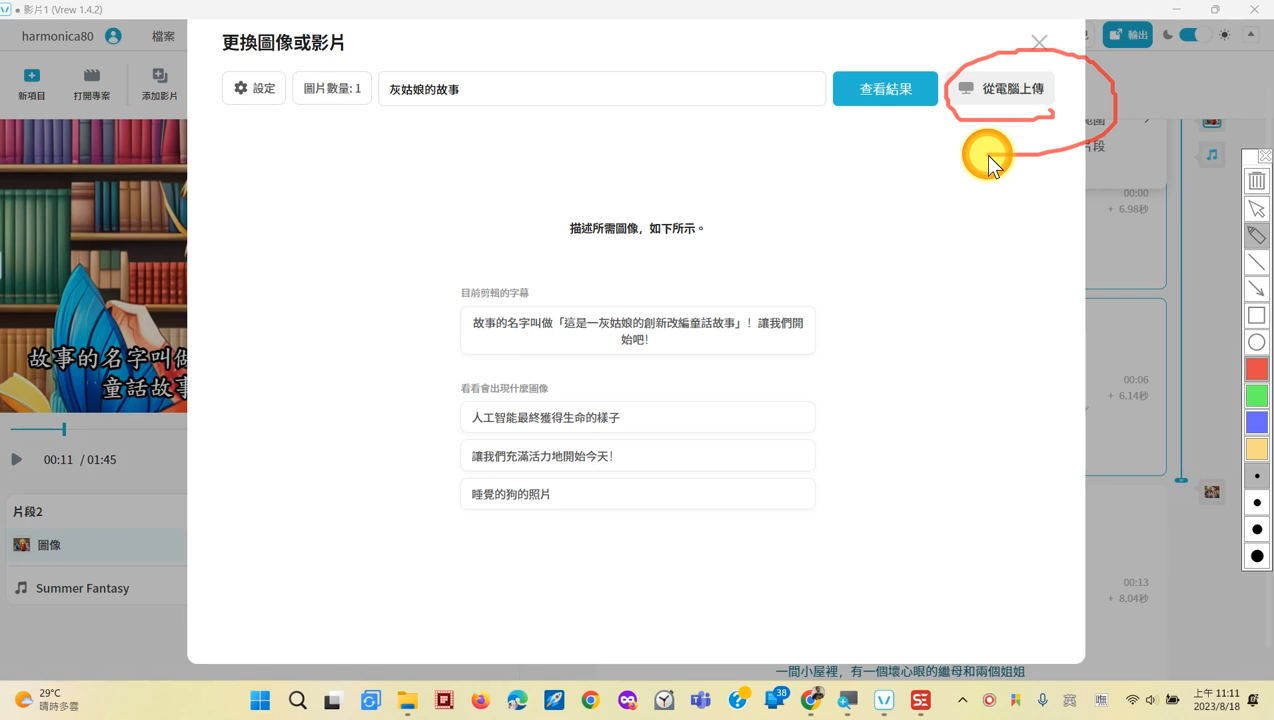 影片1 (Vrew 1.4.2)
harmonica80
檔案
輸出
新項目
打開專案
添加影片
更換圖像或影片
設定
圖片數量: 1
灰姑娘的故事
查看結果
從電腦上傳
片段
00:00
+ 6.98秒
描述所需圖像，如下所示。
目前剪輯的字幕
故事的名字叫做「這是一灰姑娘的創新改編童話故事」！讓我們開
始吧！
看看會出現什麼圖像
人工智能最終獲得生命的樣子
讓我們充滿活力地開始今天！
睡覺的狗的照片
故事的名字叫做
童話故事
00:06
+ 6.14秒
00:11 / 01:45
片段2
圖像
Summer Fantasy
00:13
+ 8.04秒
一間小屋裡，有一個壞心眼的繼母和兩個姐姐
29°C
晴時多雲
38
英
上午 11:11
2023/8/18